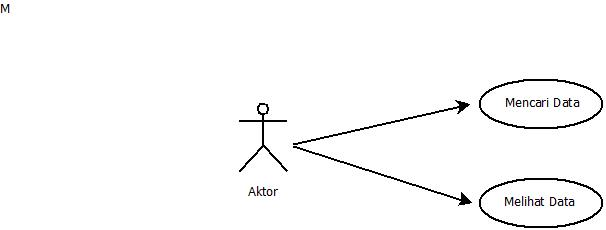 M
Mencari Data
Aktor
Melihat Data